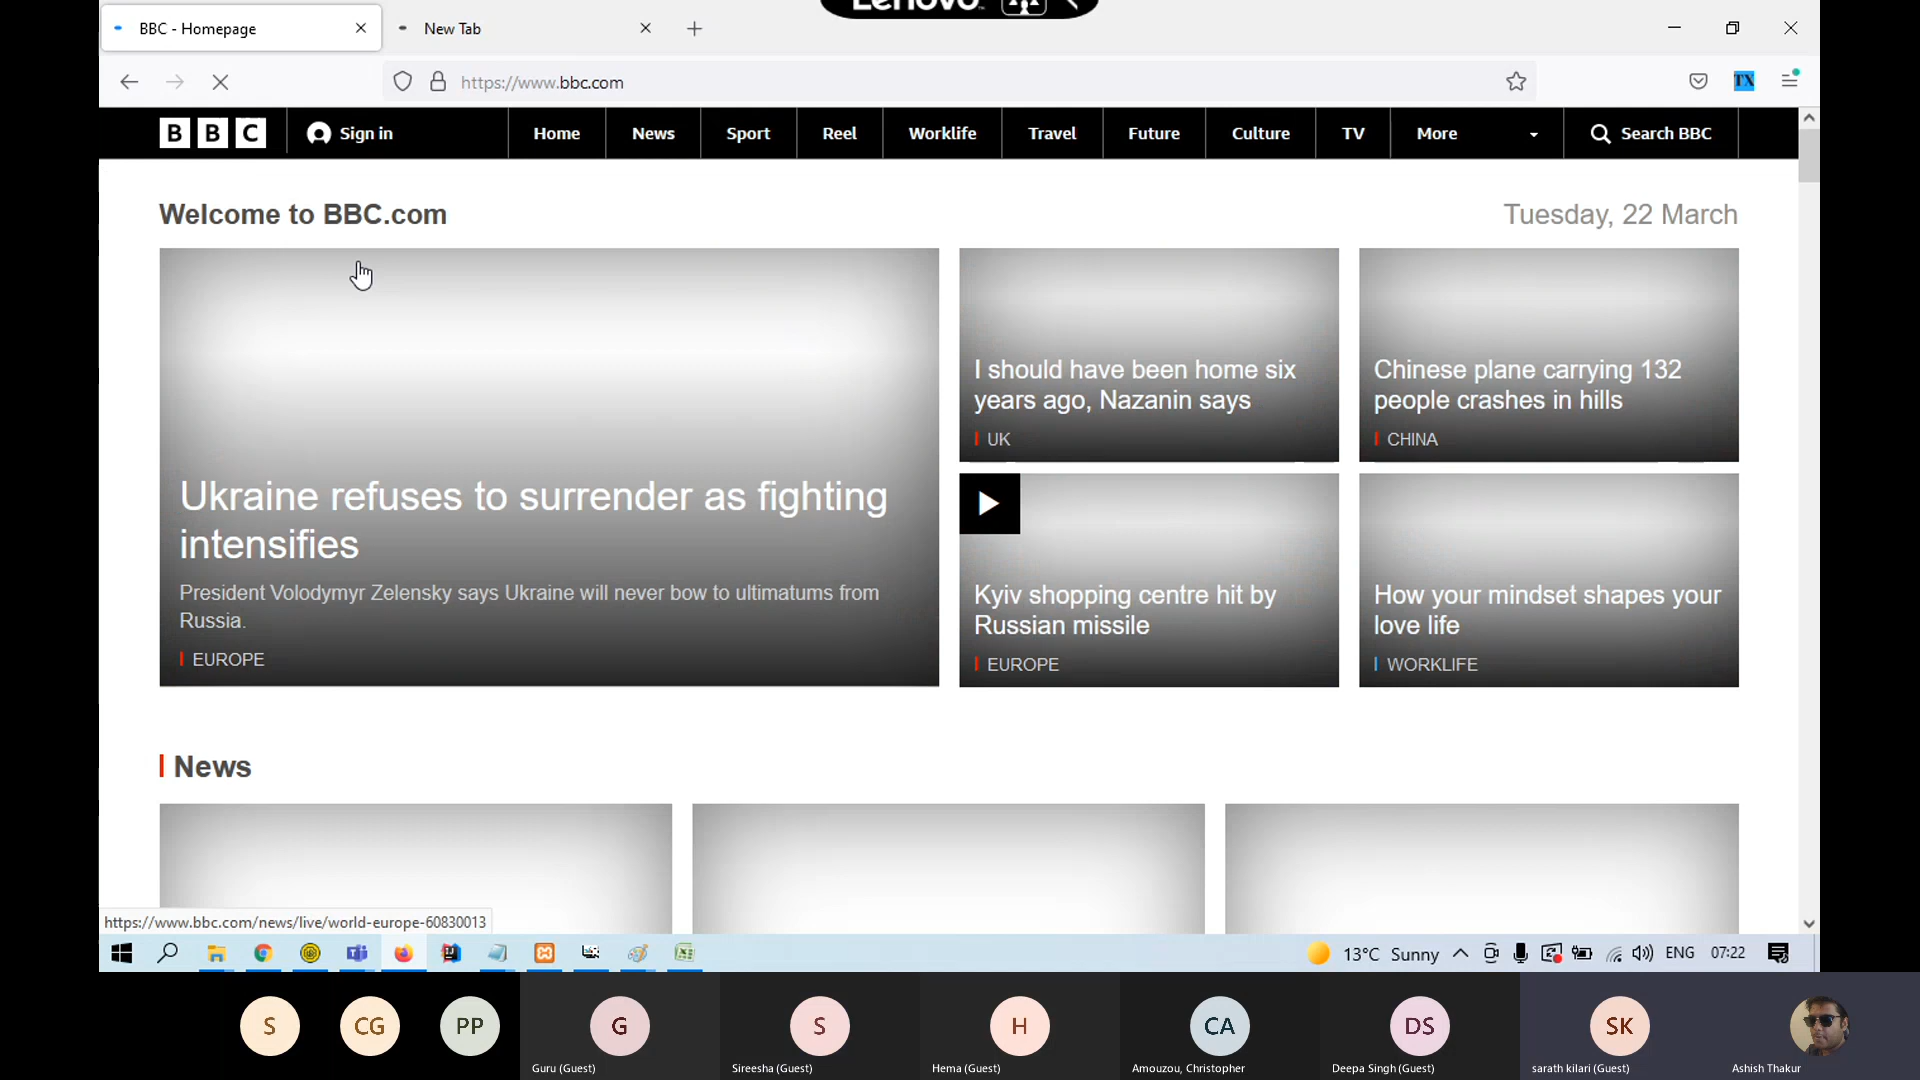 Lenovo
BBC - Homepage
New Tab
https://www.bbc.com
TX
BBC
Sign in
Home
News
Sport
Reel
Worklife
Travel
Future
Culture
TV
More
Search BBC
Welcome to BBC.com
Tuesday, 22 March
Ukraine refuses to surrender as fighting
intensifies
President Volodymyr Zelensky says Ukraine will never bow to ultimatums from
Russia.
EUROPE
I should have been home six
years ago, Nazanin says
UK
Chinese plane carrying 132
people crashes in hills
CHINA
Kyiv shopping centre hit by
Russian missile
EUROPE
How your mindset shapes your
love life
WORKLIFE
News
https://www.bbc.com/news/live/world-europe-60830013
13°C Sunny
ENG
07:22
S
CG
PP
G
Guru (Guest)
S
Sireesha (Guest)
H
Hema (Guest)
CA
Amouzou, Christopher
DS
Deepa Singh (Guest)
SK
sarath kilari (Guest)
Ashish Thakur